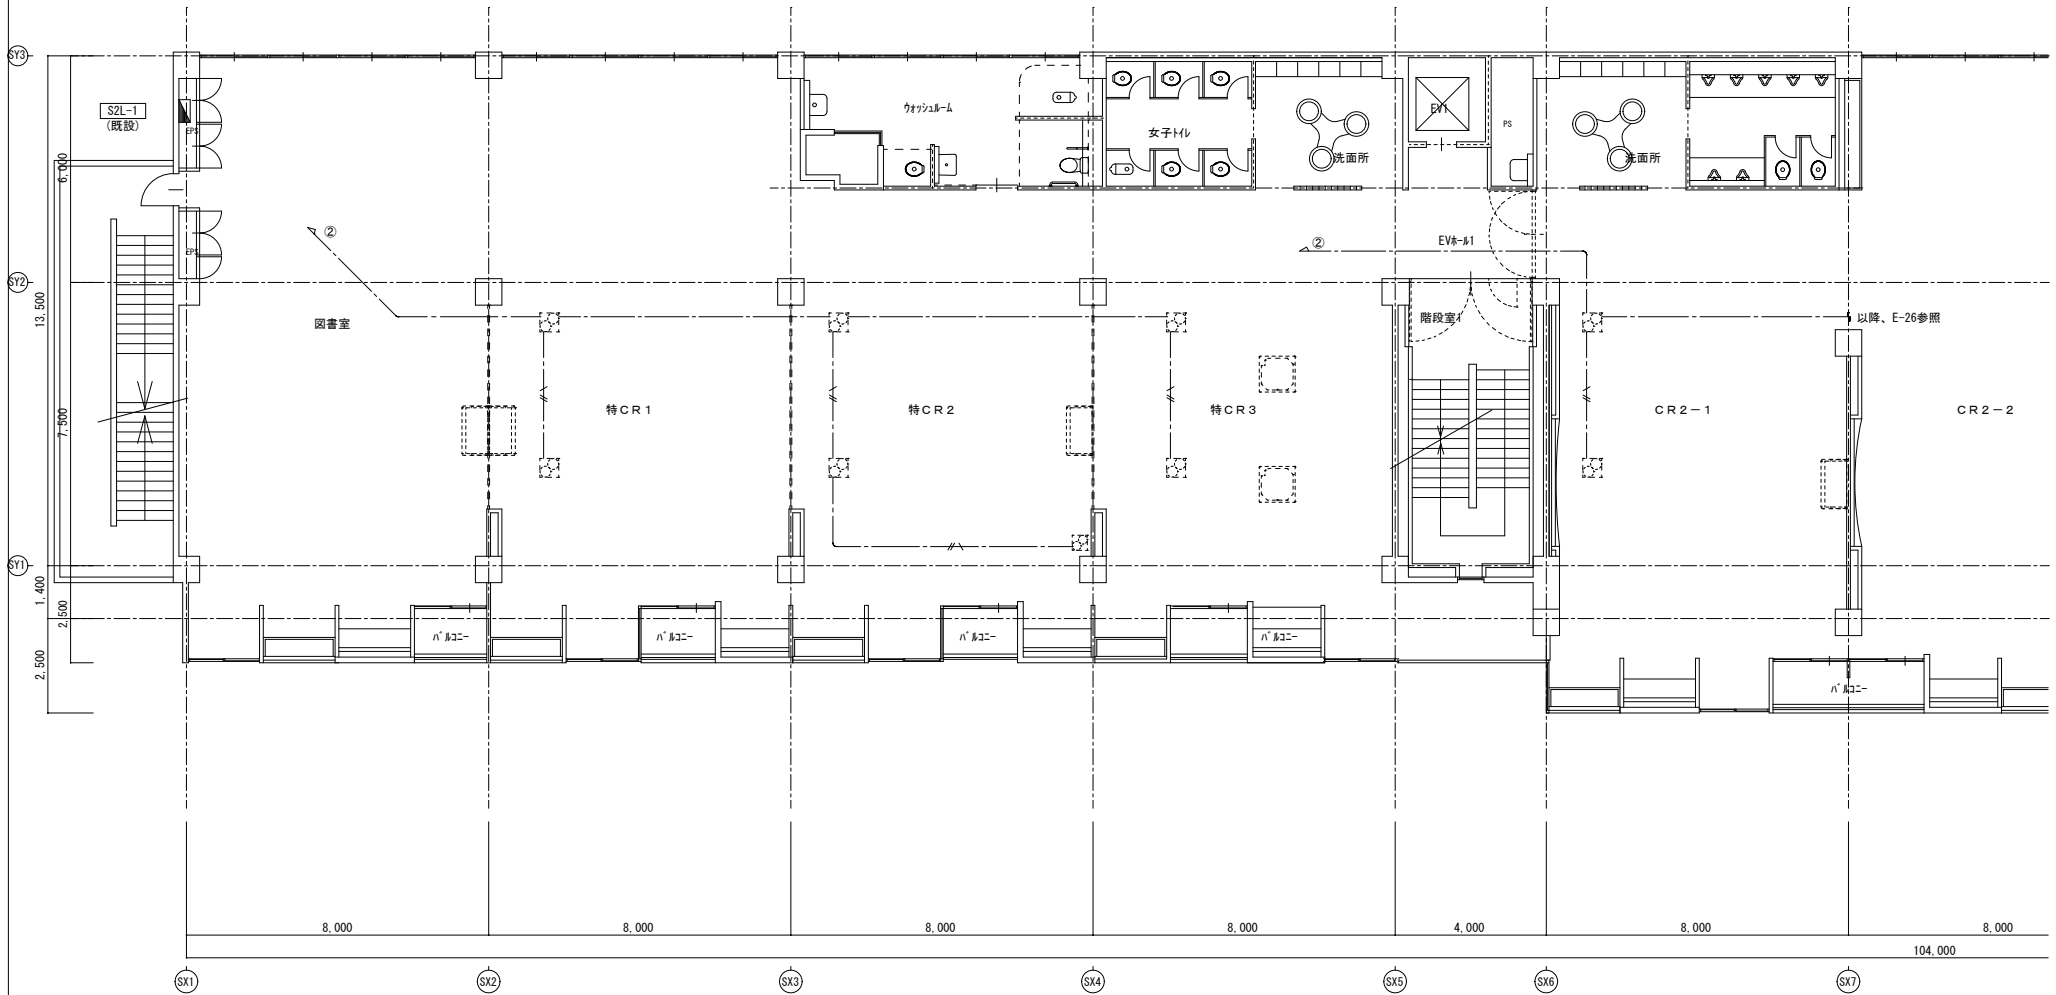 SY3
S2L-1
(既設)
EPS
6,000
ウォッシュルーム
女子トイレ
洗面所
EV1
PS
洗面所
②
EPS
②
EVホール1
SY2
13,500
図書室
階段室1
以降、E-26参照
7,500
特CR1
特CR2
特CR3
CR2-1
CR2-2
SY1
1,400
2,500
バルコニー
バルコニー
バルコニー
バルコニー
2,500
バルコニー
8,000
8,000
8,000
8,000
4,000
8,000
8,000
104,000
SX1
SX2
SX3
SX4
SX5
SX6
SX7